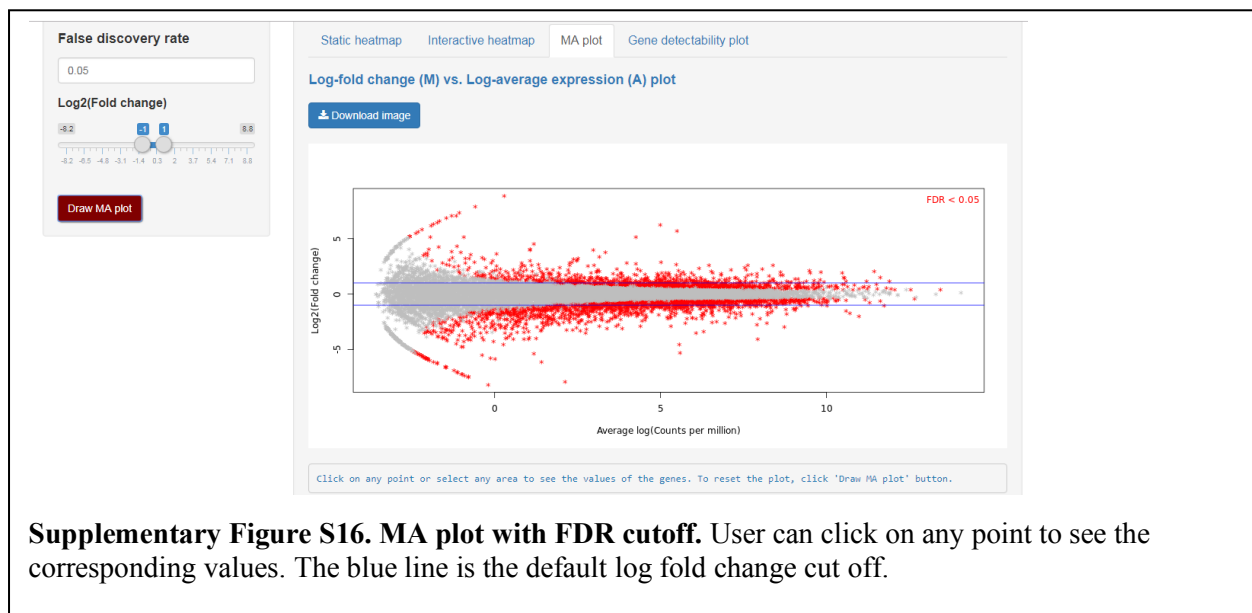 False discovery rate
0.05
Log2(Fold change)
-8.2 -1 1 8.8
-8.2 -6.5 -4.8 -3.1 -1.4 0.3 2 3.7 5.4 7.1 8.8
Draw MA plot
Static heatmap Interactive heatmap MA plot Gene detectability plot
Log-fold change (M) vs. Log-average expression (A) plot
Download image
FDR < 0.05
Log2(Fold change)
5
0
-5
0 5 10
Average log(Counts per million)
Click on any point or select any area to see the values of the genes. To reset the plot, click 'Draw MA plot' button.
Supplementary Figure S16. MA plot with FDR cutoff. User can click on any point to see the
corresponding values. The blue line is the default log fold change cut off.